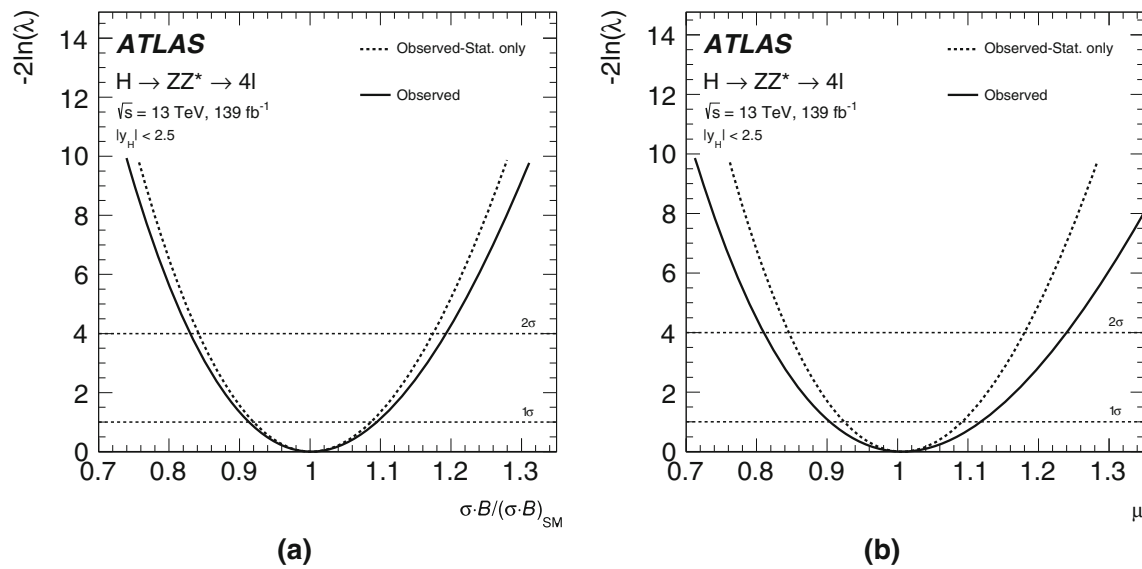 -2ln(λ)
14
12
10
8
6
4
2
0
ATLAS
H → ZZ* → 4l
√s = 13 TeV, 139 fb⁻¹
|y_H| < 2.5
Observed-Stat. only
Observed
2σ
1σ
0.7 0.8 0.9 1 1.1 1.2 1.3
σ·B/(σ·B)_SM
(a)
-2ln(λ)
14
12
10
8
6
4
2
0
ATLAS
H → ZZ* → 4l
√s = 13 TeV, 139 fb⁻¹
|y_H| < 2.5
Observed-Stat. only
Observed
2σ
1σ
0.7 0.8 0.9 1 1.1 1.2 1.3
μ
(b)